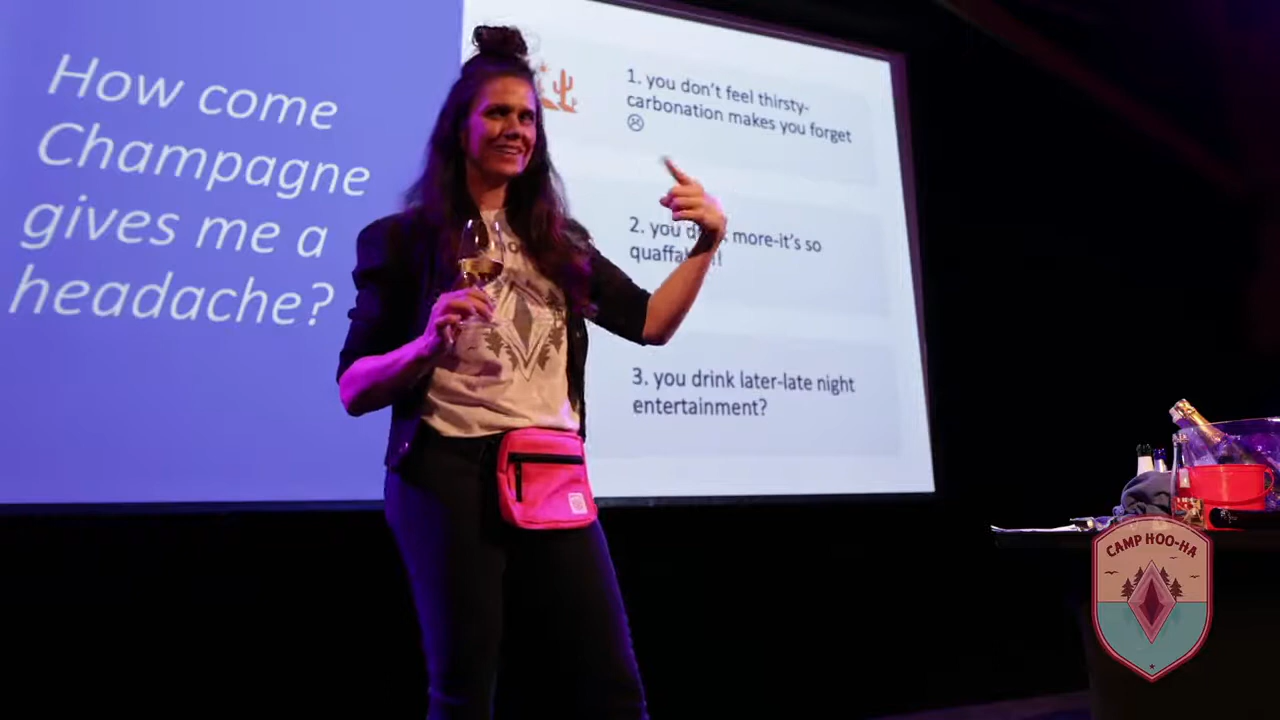 How come
Champagne
gives me a
headache?
1. you don't feel thirsty-
carbonation makes you forget
☹
2. you more-it's so
3. you drink later-late night
entertainment?
CAMP HOO-HA